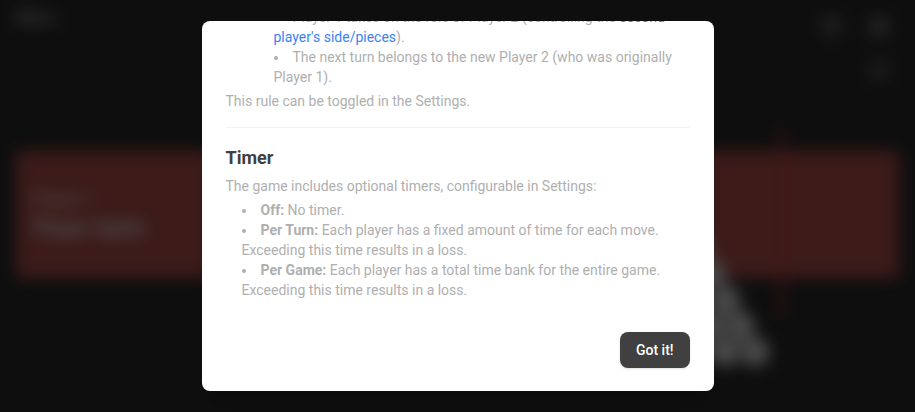 player's side/pieces).
• The next turn belongs to the new Player 2 (who was originally
Player 1).
This rule can be toggled in the Settings.
Timer
The game includes optional timers, configurable in Settings:
• Off: No timer.
• Per Turn: Each player has a fixed amount of time for each move.
Exceeding this time results in a loss.
• Per Game: Each player has a total time bank for the entire game.
Exceeding this time results in a loss.
Got it!